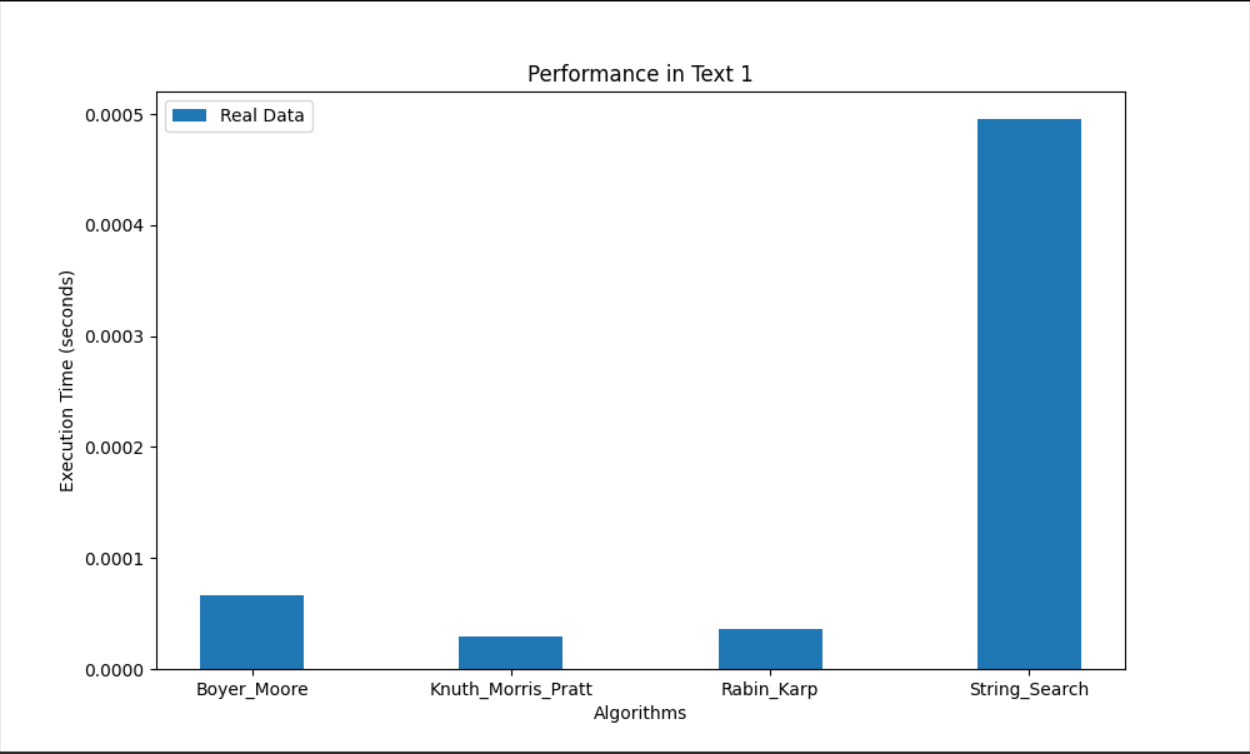 Performance in Text 1
Real Data
0.0005
0.0004
0.0003
0.0002
0.0001
0.0000
Execution Time (seconds)
Boyer_Moore Knuth_Morris_Pratt Rabin_Karp String_Search
Algorithms